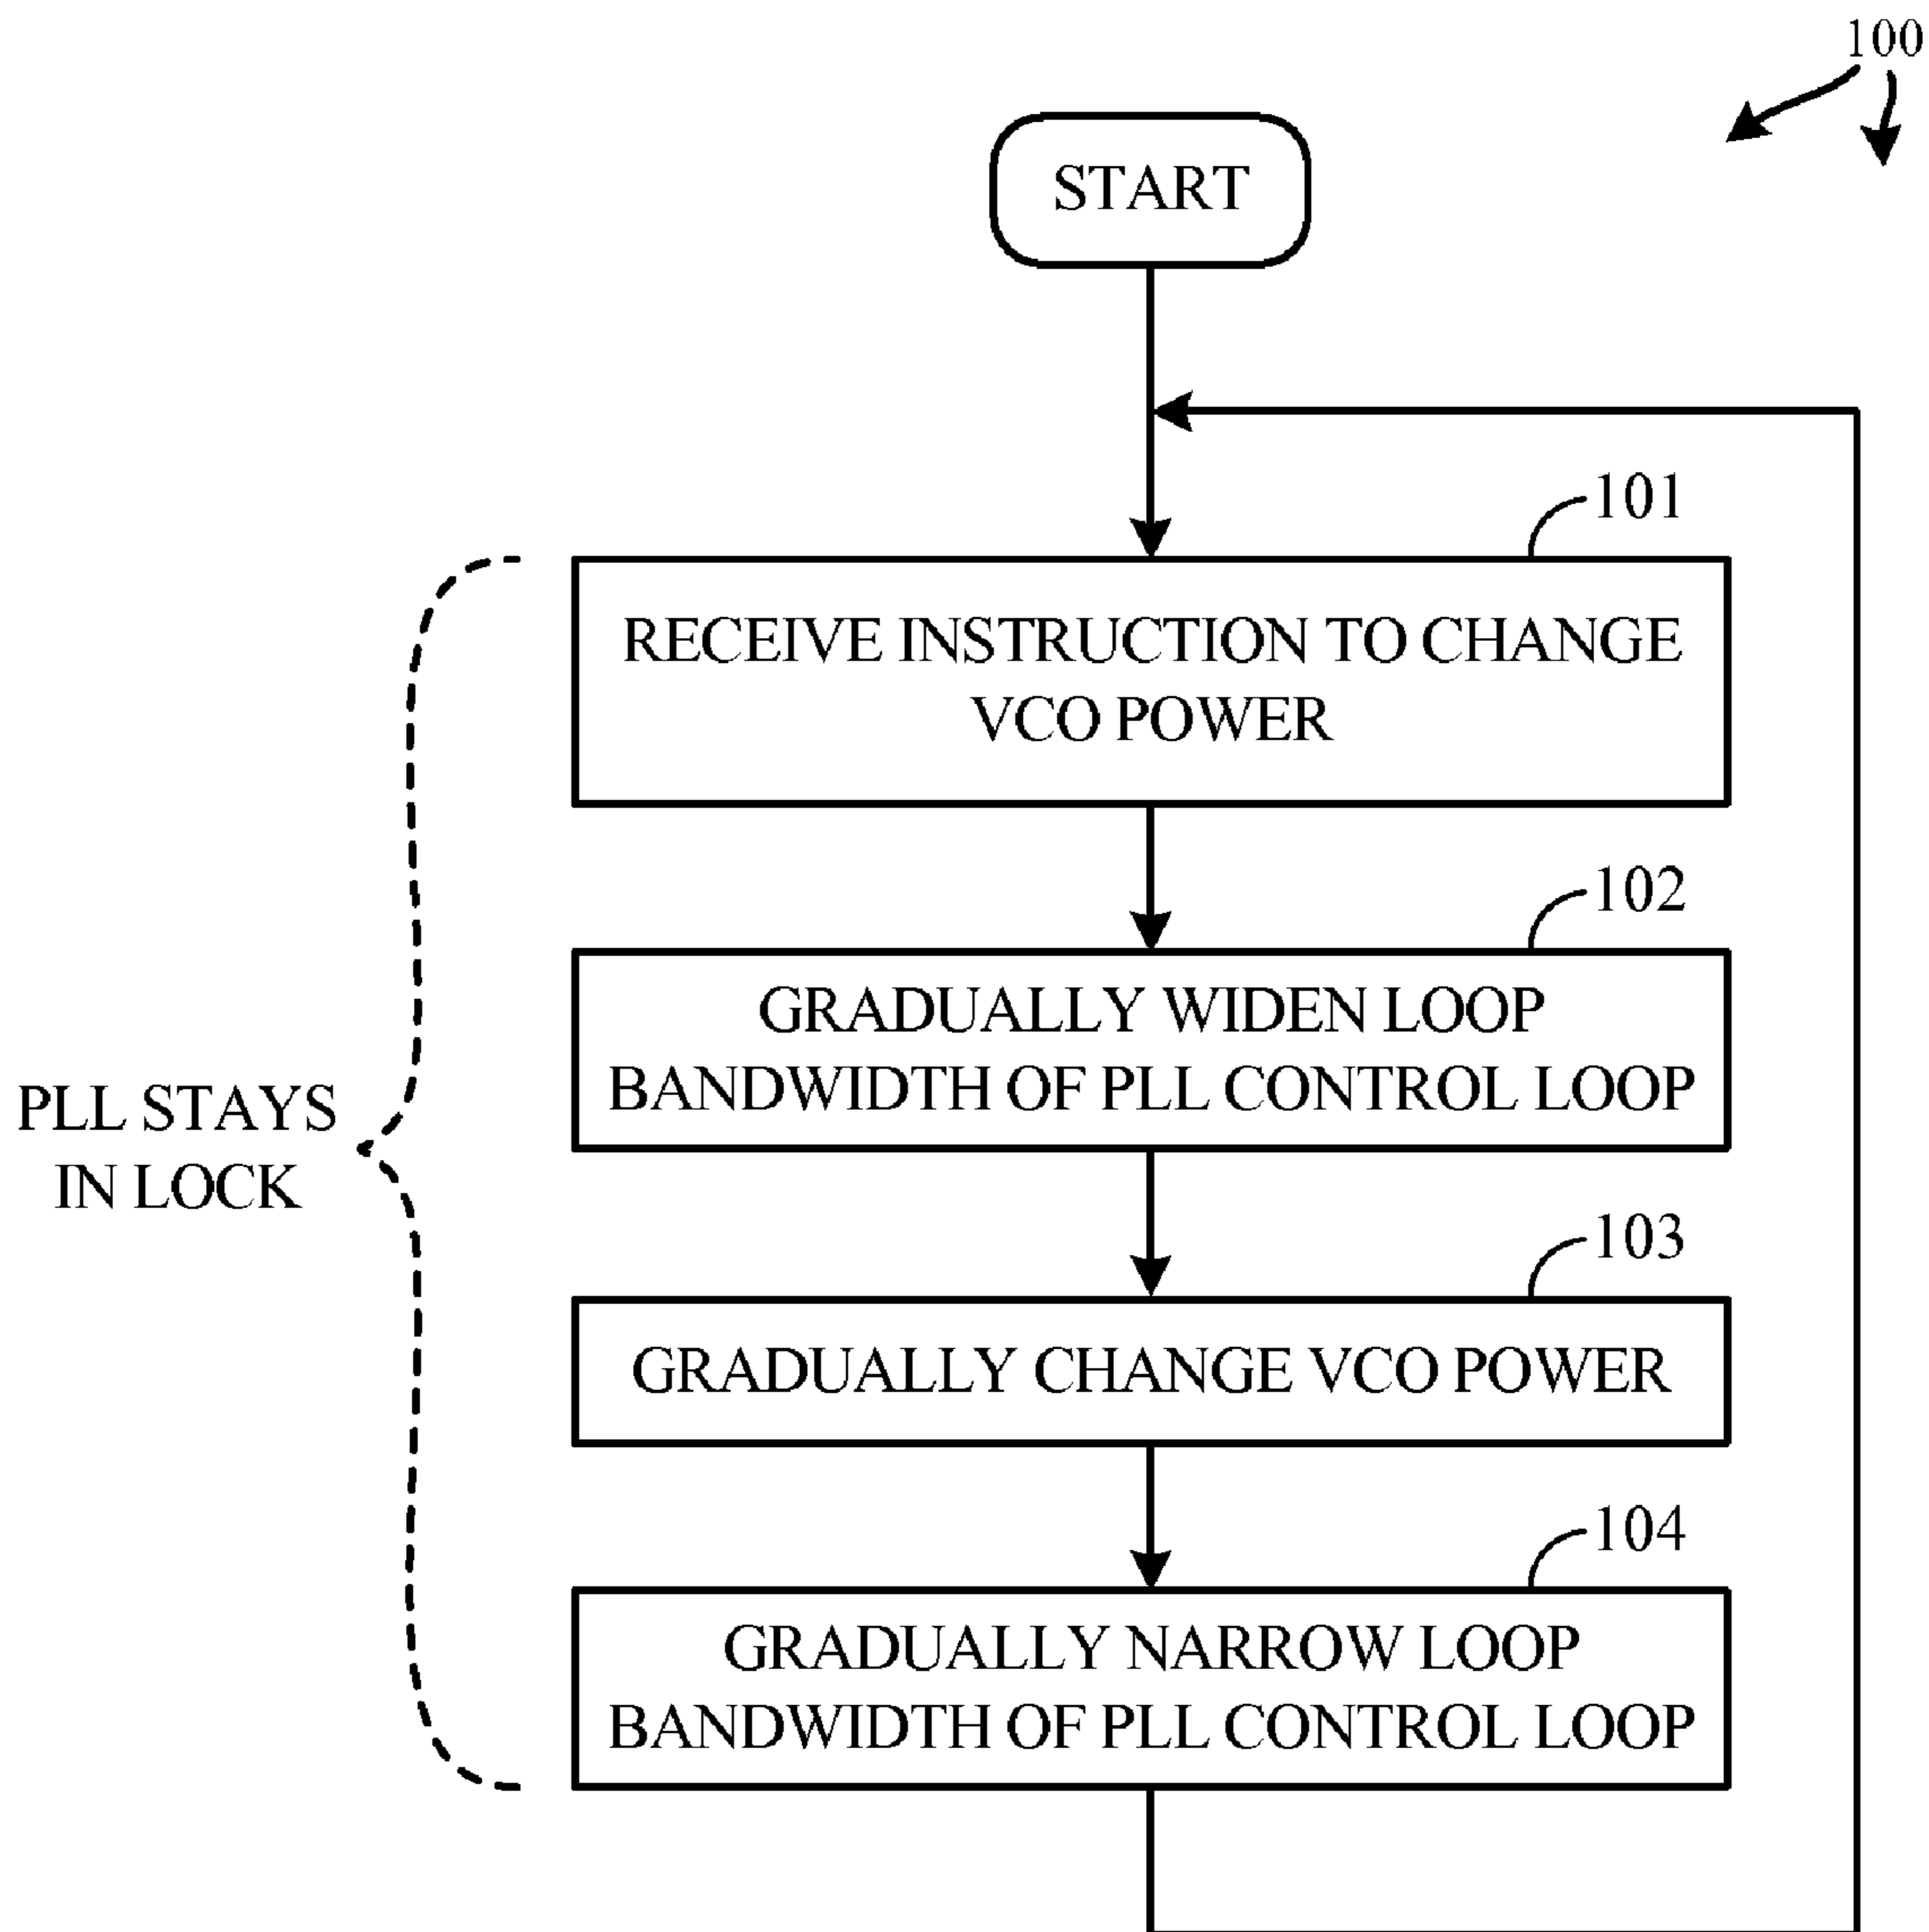 100
START
101
RECEIVE INSTRUCTION TO CHANGE
VCO POWER
102
GRADUALLY WIDEN LOOP
BANDWIDTH OF PLL CONTROL LOOP
PLL STAYS
IN LOCK
103
GRADUALLY CHANGE VCO POWER
104
GRADUALLY NARROW LOOP
BANDWIDTH OF PLL CONTROL LOOP